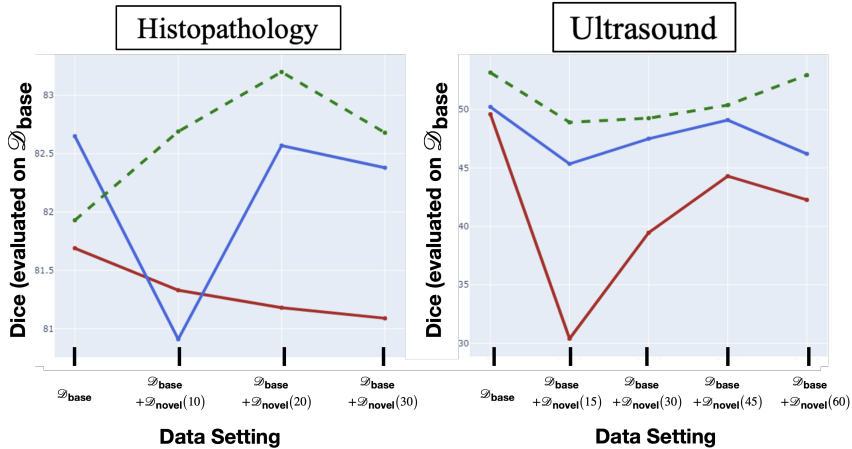 Histopathology
Dice (evaluated on 𝒟base
83
82.5
82
81.5
81
𝒟base
𝒟base
+𝒟novel(10)
𝒟base
+𝒟novel(20)
𝒟base
+𝒟novel(30)
Data Setting
Ultrasound
Dice (evaluated on 𝒟base
50
45
40
35
30
𝒟base
𝒟base
+𝒟novel(15)
𝒟base
+𝒟novel(30)
𝒟base
+𝒟novel(45)
𝒟base
+𝒟novel(60)
Data Setting